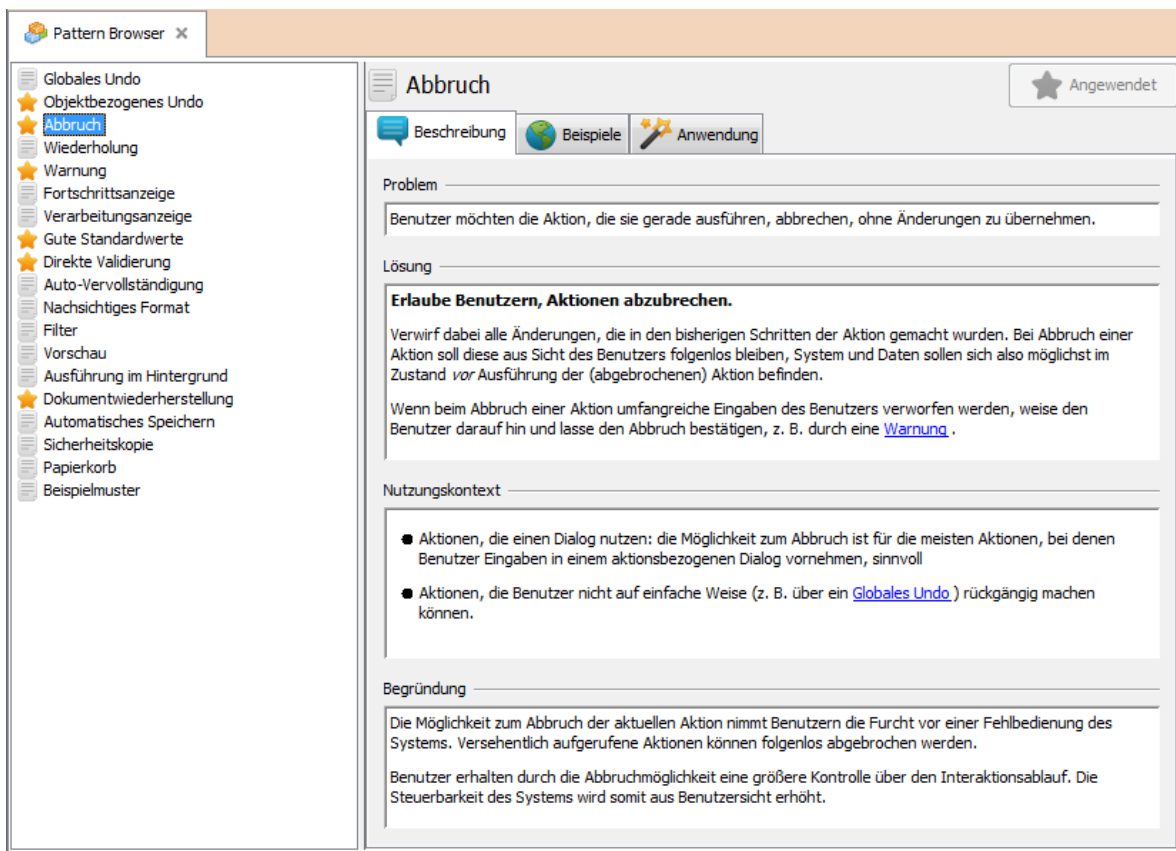 Pattern Browser
Globales Undo
Objektbezogenes Undo
Abbruch
Wiederholung
Warnung
Fortschrittsanzeige
Verarbeitungsanzeige
Gute Standardwerte
Direkte Validierung
Auto-Vervollständigung
Nachsichtiges Format
Filter
Vorschau
Ausführung im Hintergrund
Dokumentwiederherstellung
Automatisches Speichern
Sicherheitskopie
Papierkorb
Beispielmuster
Abbruch
Angewendet
Beschreibung
Beispiele
Anwendung
Problem
Benutzer möchten die Aktion, die sie gerade ausführen, abbrechen, ohne Änderungen zu übernehmen.
Lösung
Erlaube Benutzern, Aktionen abzubrechen.
Verwirf dabei alle Änderungen, die in den bisherigen Schritten der Aktion gemacht wurden. Bei Abbruch einer
Aktion soll diese aus Sicht des Benutzers folgenlos bleiben, System und Daten sollen sich also möglichst im
Zustand vor Ausführung der (abgebrochenen) Aktion befinden.
Wenn beim Abbruch einer Aktion umfangreiche Eingaben des Benutzers verworfen werden, weise den
Benutzer darauf hin und lasse den Abbruch bestätigen, z. B. durch eine Warnung .
Nutzungskontext
Aktionen, die einen Dialog nutzen: die Möglichkeit zum Abbruch ist für die meisten Aktionen, bei denen
Benutzer Eingaben in einem aktionsbezogenen Dialog vornehmen, sinnvoll
Aktionen, die Benutzer nicht auf einfache Weise (z. B. über ein Globales Undo ) rückgängig machen
können.
Begründung
Die Möglichkeit zum Abbruch der aktuellen Aktion nimmt Benutzern die Furcht vor einer Fehlbedienung des
Systems. Versehentlich aufgerufene Aktionen können folgenlos abgebrochen werden.
Benutzer erhalten durch die Abbruchmöglichkeit eine größere Kontrolle über den Interaktionsablauf. Die
Steuerbarkeit des Systems wird somit aus Benutzersicht erhöht.